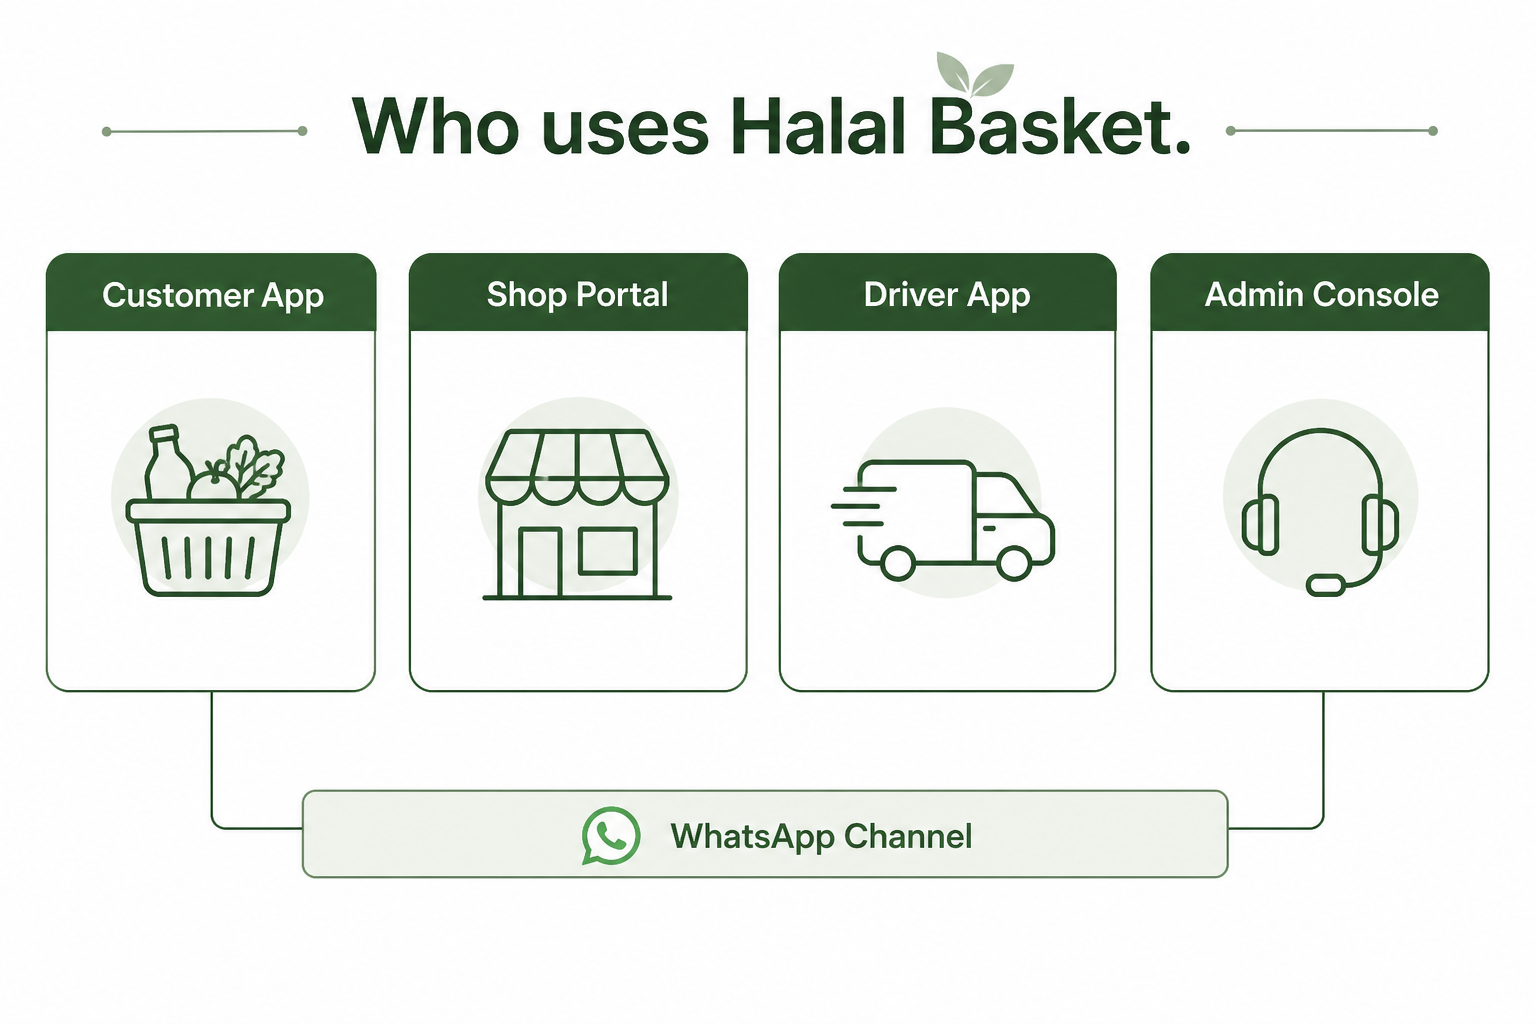 Who uses Halal Basket.
Customer App
Shop Portal
Driver App
Admin Console
WhatsApp Channel